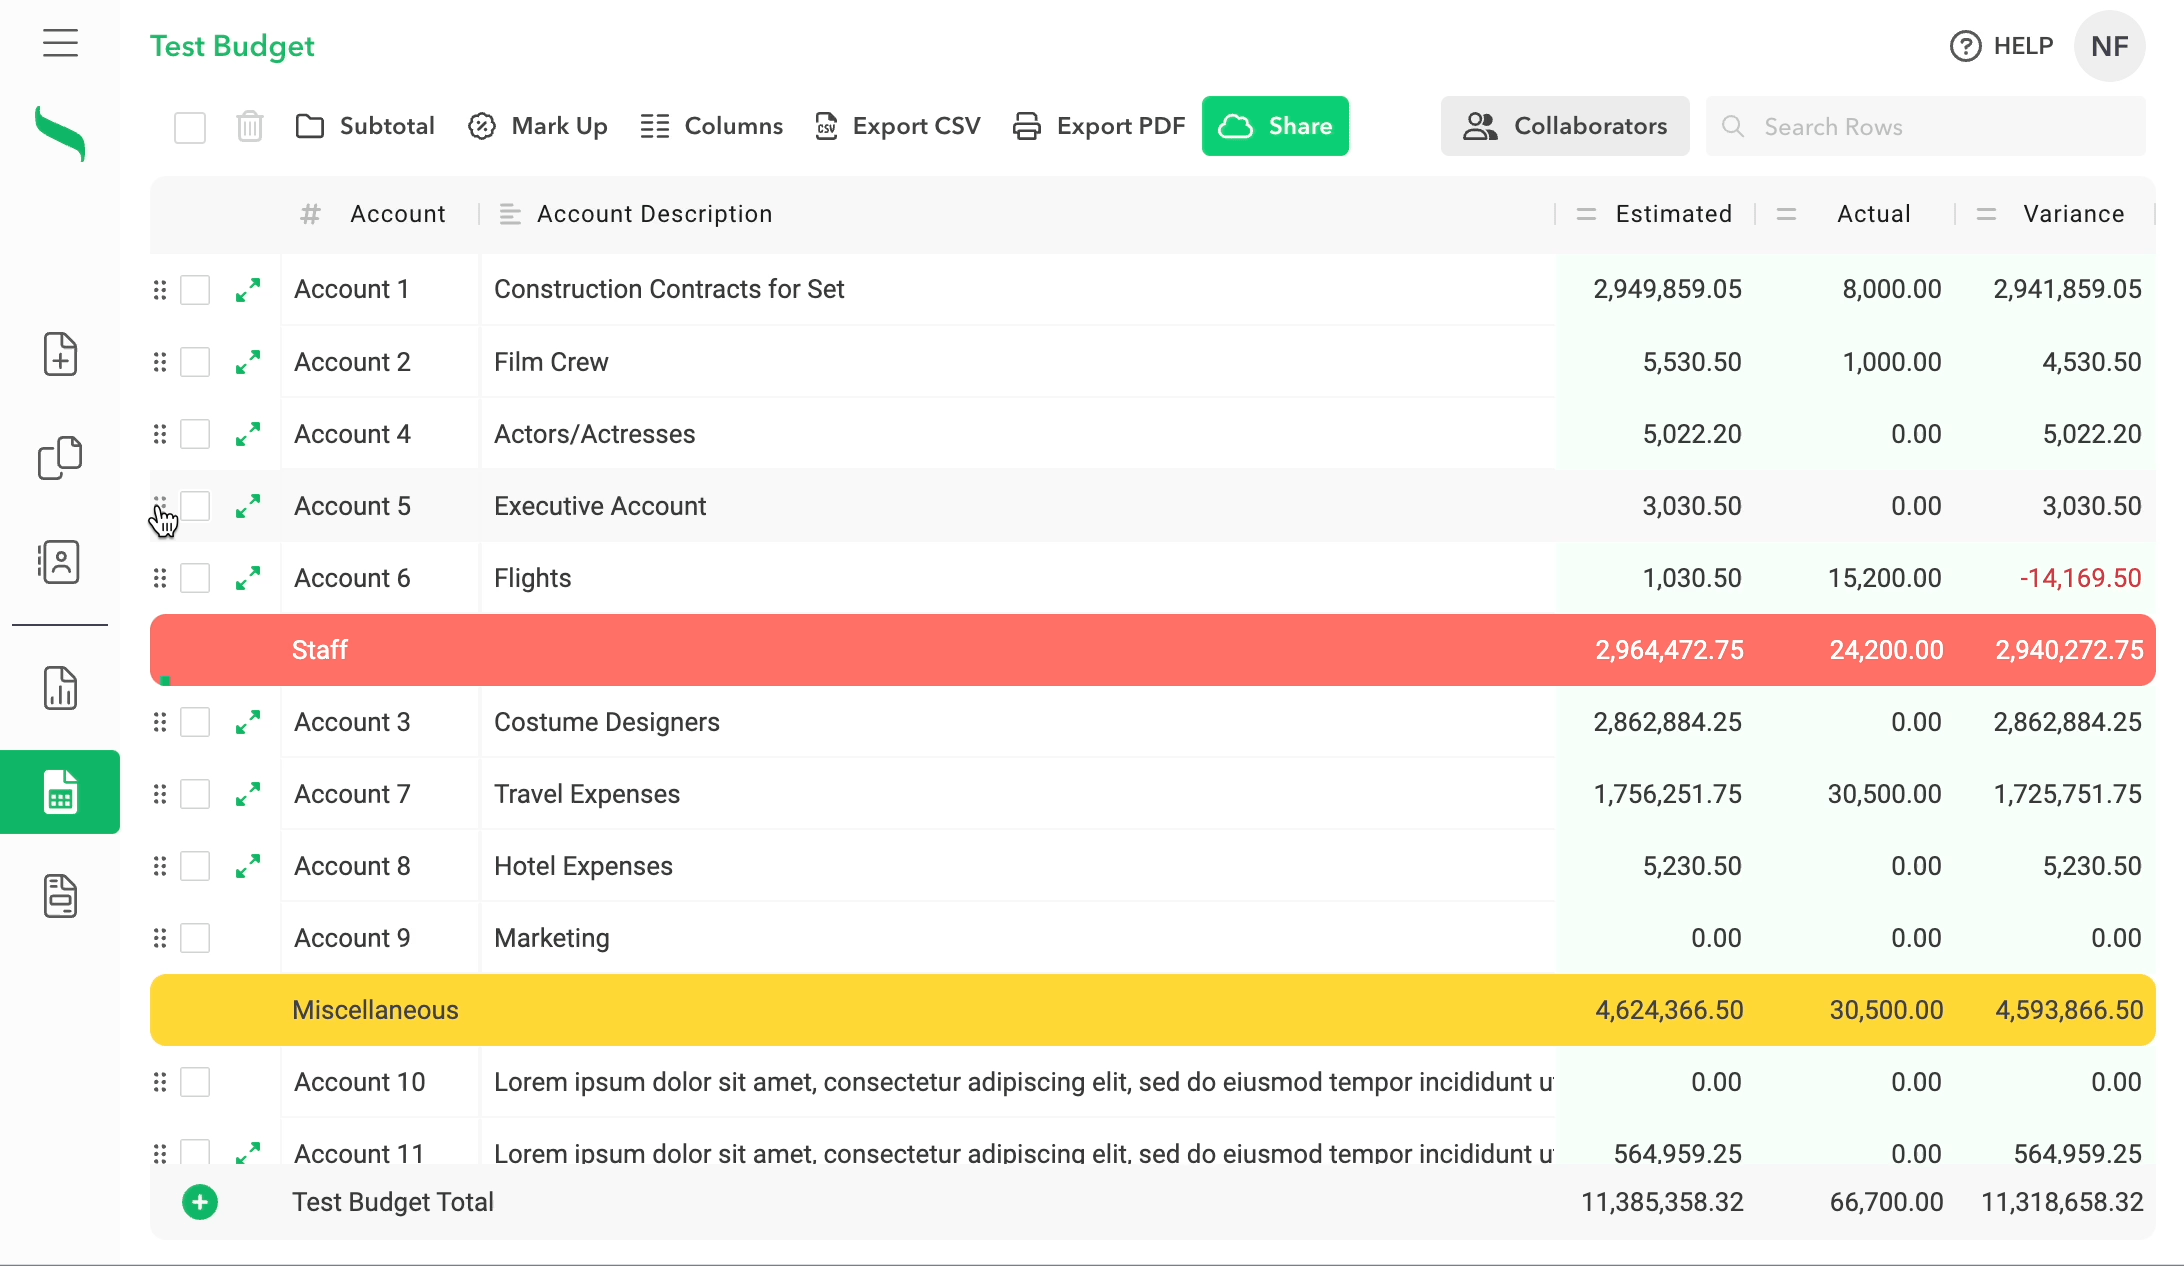 Test Budget
HELP NF
Subtotal Mark Up Columns CSV Export CSV Export PDF Share Collaborators Search Rows
# Account Account Description Estimated Actual Variance
Account 1 Construction Contracts for Set 2,949,859.05 8,000.00 2,941,859.05
Account 2 Film Crew 5,530.50 1,000.00 4,530.50
Account 4 Actors/Actresses 5,022.20 0.00 5,022.20
Account 5 Executive Account 3,030.50 0.00 3,030.50
Account 6 Flights 1,030.50 15,200.00 -14,169.50
Staff 2,964,472.75 24,200.00 2,940,272.75
Account 3 Costume Designers 2,862,884.25 0.00 2,862,884.25
Account 7 Travel Expenses 1,756,251.75 30,500.00 1,725,751.75
Account 8 Hotel Expenses 5,230.50 0.00 5,230.50
Account 9 Marketing 0.00 0.00 0.00
Miscellaneous 4,624,366.50 30,500.00 4,593,866.50
Account 10 Lorem ipsum dolor sit amet, consectetur adipiscing elit, sed do eiusmod tempor incididunt 0.00 0.00 0.00
Account 11 Lorem ipsum dolor sit amet, consectetur adipiscing elit, sed do eiusmod tempor incididunt 564,959.25 0.00 564,959.25
Test Budget Total 11,385,358.32 66,700.00 11,318,658.32